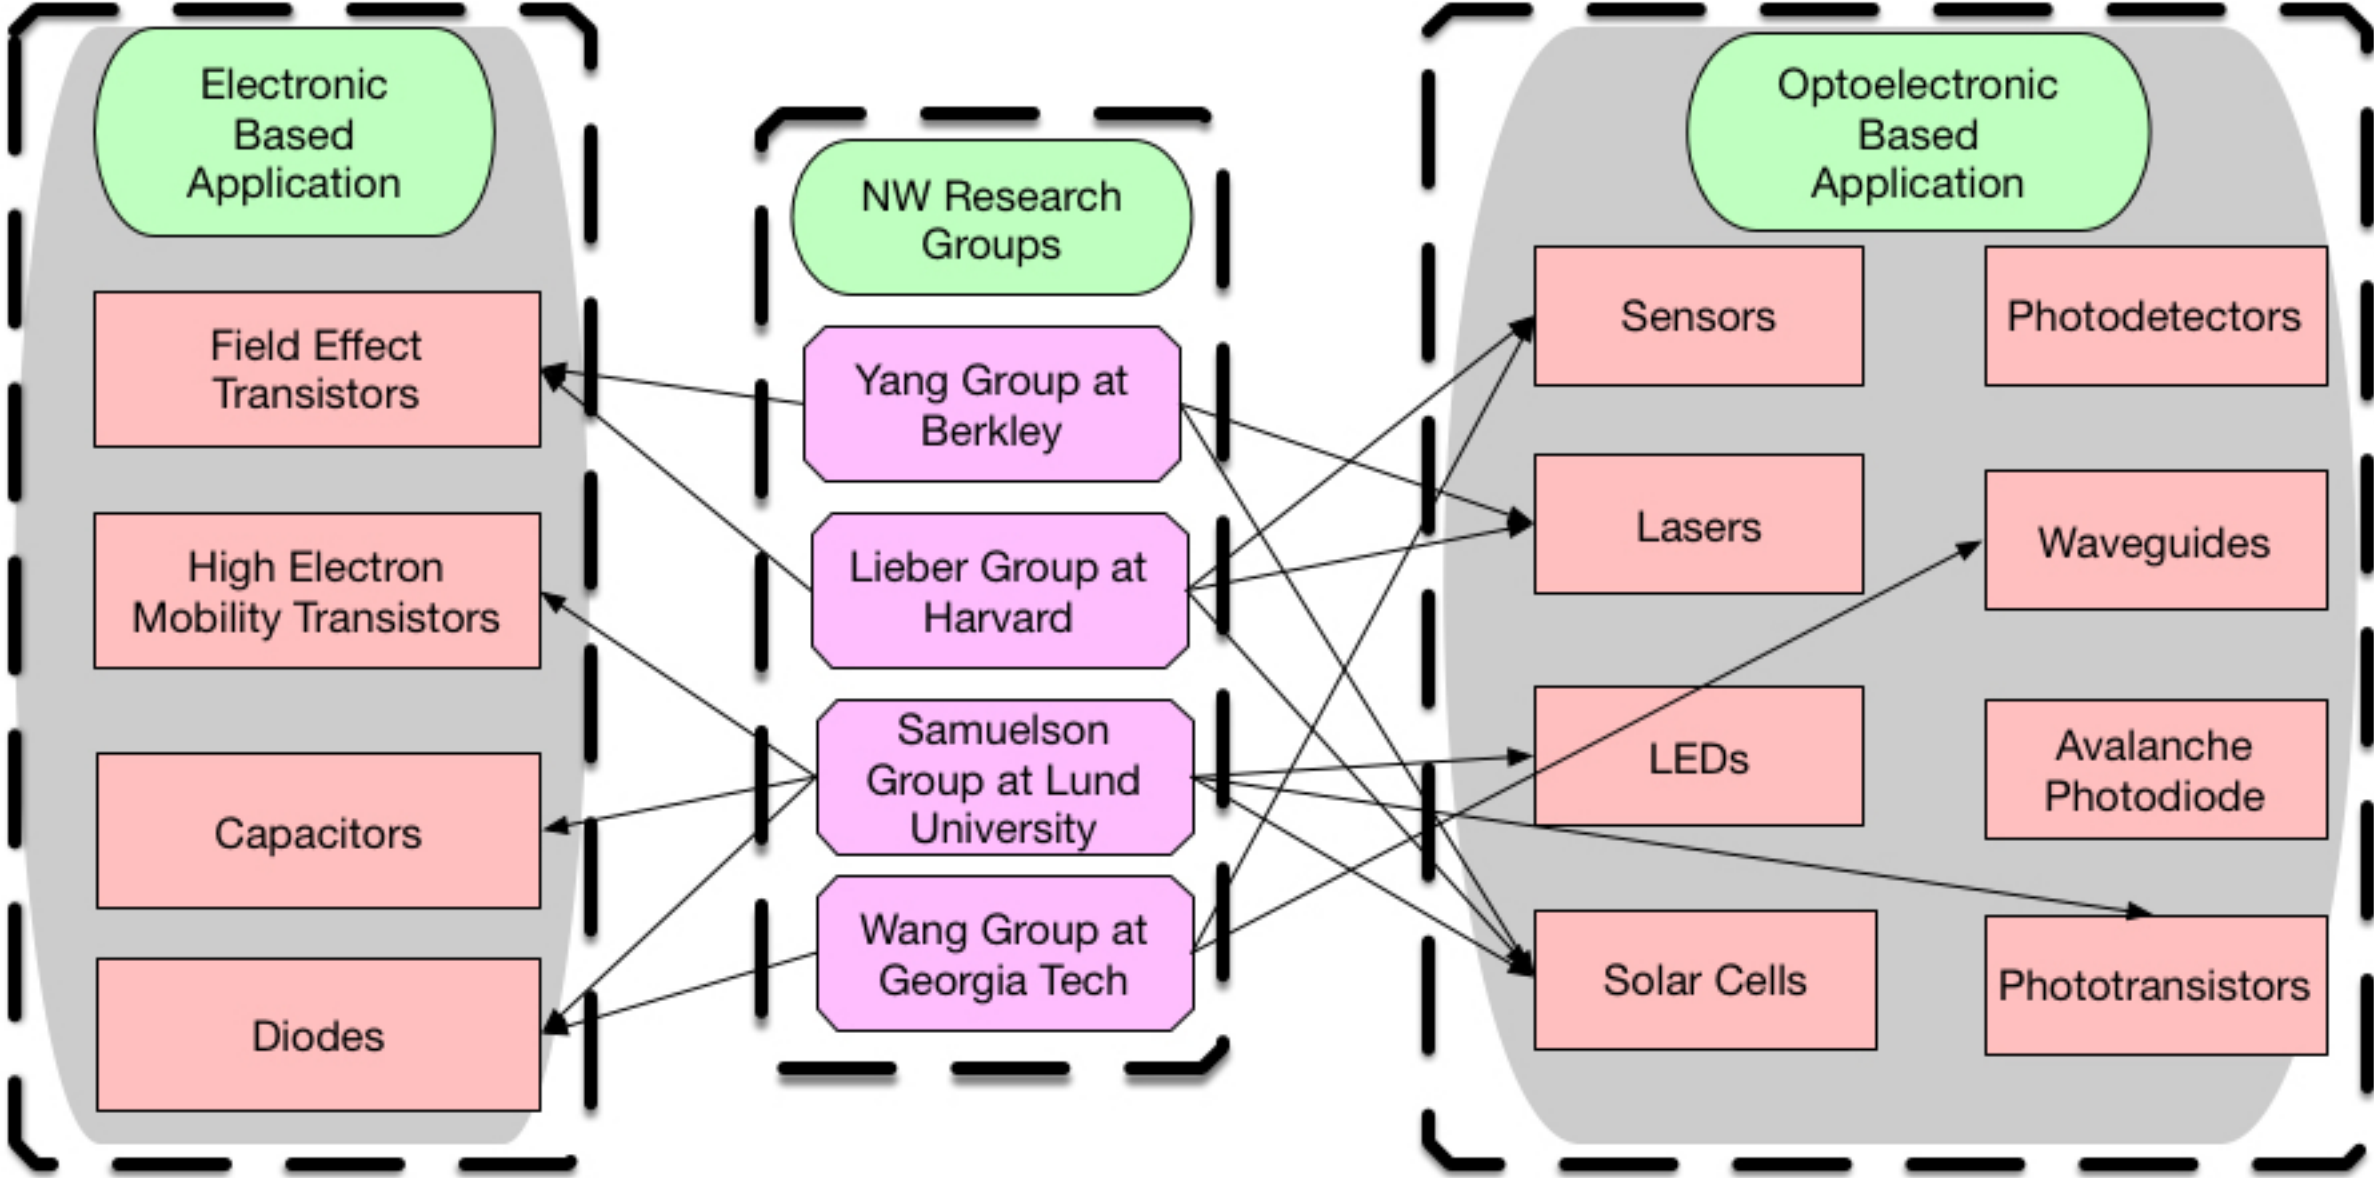 Electronic
Based
Application
Field Effect
Transistors
High Electron
Mobility Transistors
Capacitors
Diodes
NW Research
Groups
Yang Group at
Berkley
Lieber Group at
Harvard
Samuelson
Group at Lund
University
Wang Group at
Georgia Tech
Optoelectronic
Based
Application
Sensors
Photodetectors
Lasers
Waveguides
LEDs
Avalanche
Photodiode
Solar Cells
Phototransistors